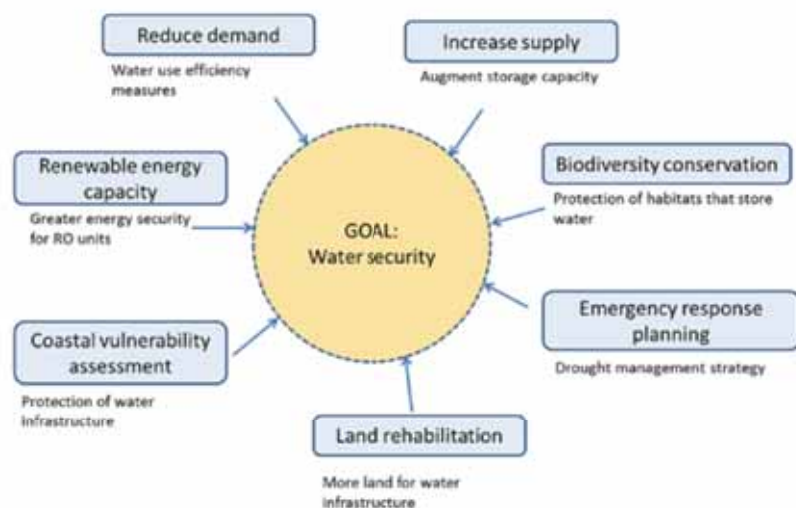 Reduce demand
Water use efficiency
measures
Increase supply
Augment storage capacity
Renewable energy
capacity
Greater energy security
for RO units
GOAL:
Water security
Biodiversity conservation
Protection of habitats that store
water
Emergency response
planning
Drought management strategy
Coastal vulnerability
assessment
Protection of water
Infrastructure
Land rehabilitation
More land for water
infrastructure